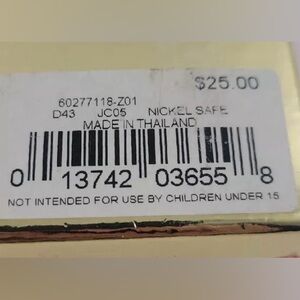 $25.00
60277118-Z01
D43 JC05 NICKEL SAFE
MADE IN THAILAND
0 13742 03655 8
NOT INTENDED FOR USE BY CHILDREN UNDER 15